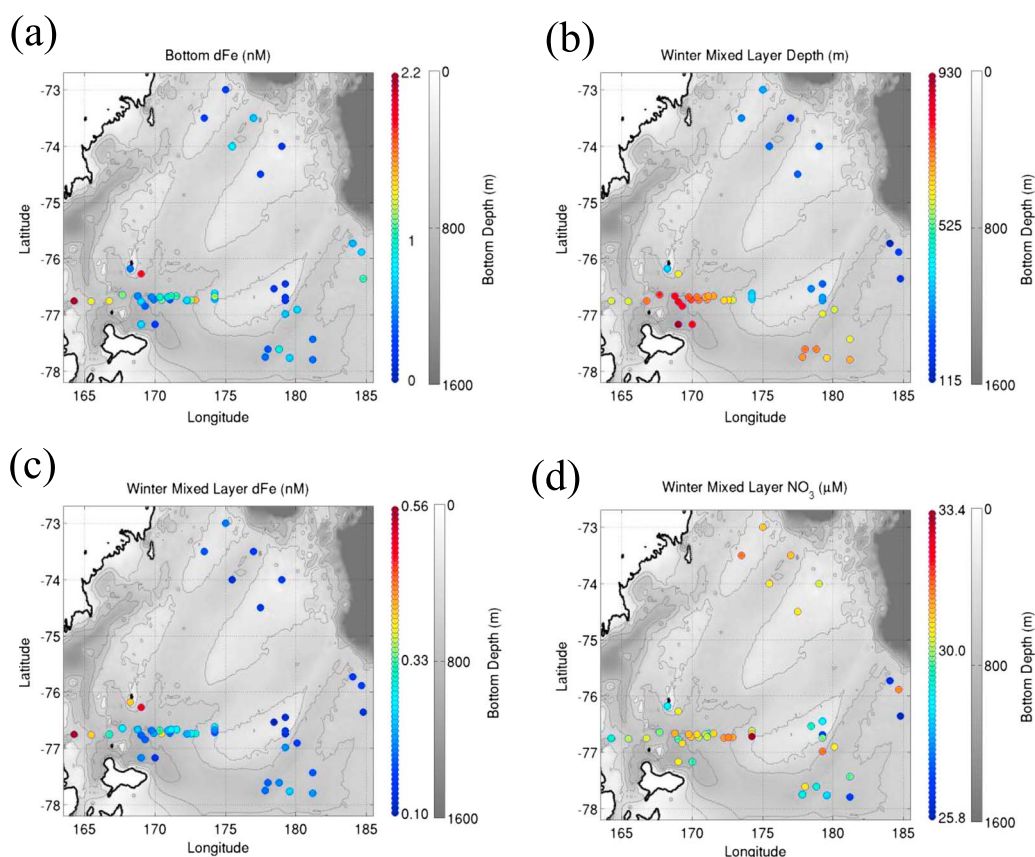 (a)
Bottom dFe (nM)
-73
-74
-75
-76
-77
-78
Latitude
165 170 175 180 185
Longitude
2.2
1
0
0
800
1600
Bottom Depth (m)
(b)
Winter Mixed Layer Depth (m)
-73
-74
-75
-76
-77
-78
Latitude
165 170 175 180 185
Longitude
930
525
115
0
800
1600
Bottom Depth (m)
(c)
Winter Mixed Layer dFe (nM)
-73
-74
-75
-76
-77
-78
Latitude
165 170 175 180 185
Longitude
0.56
0.33
0.10
0
800
1600
Bottom Depth (m)
(d)
Winter Mixed Layer NO3 (μM)
-73
-74
-75
-76
-77
-78
Latitude
165 170 175 180 185
Longitude
33.4
30.0
25.8
0
800
1600
Bottom Depth (m)